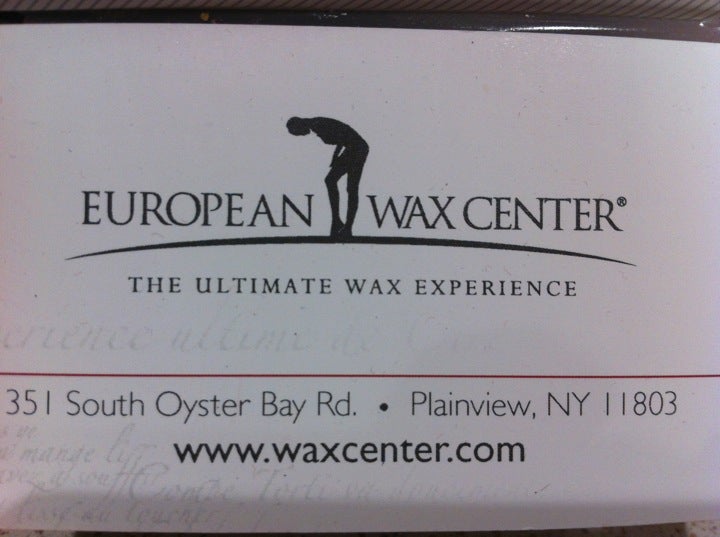 EUROPEAN WAX CENTER®
THE ULTIMATE WAX EXPERIENCE
351 South Oyster Bay Rd. • Plainview, NY 11803
www.waxcenter.com